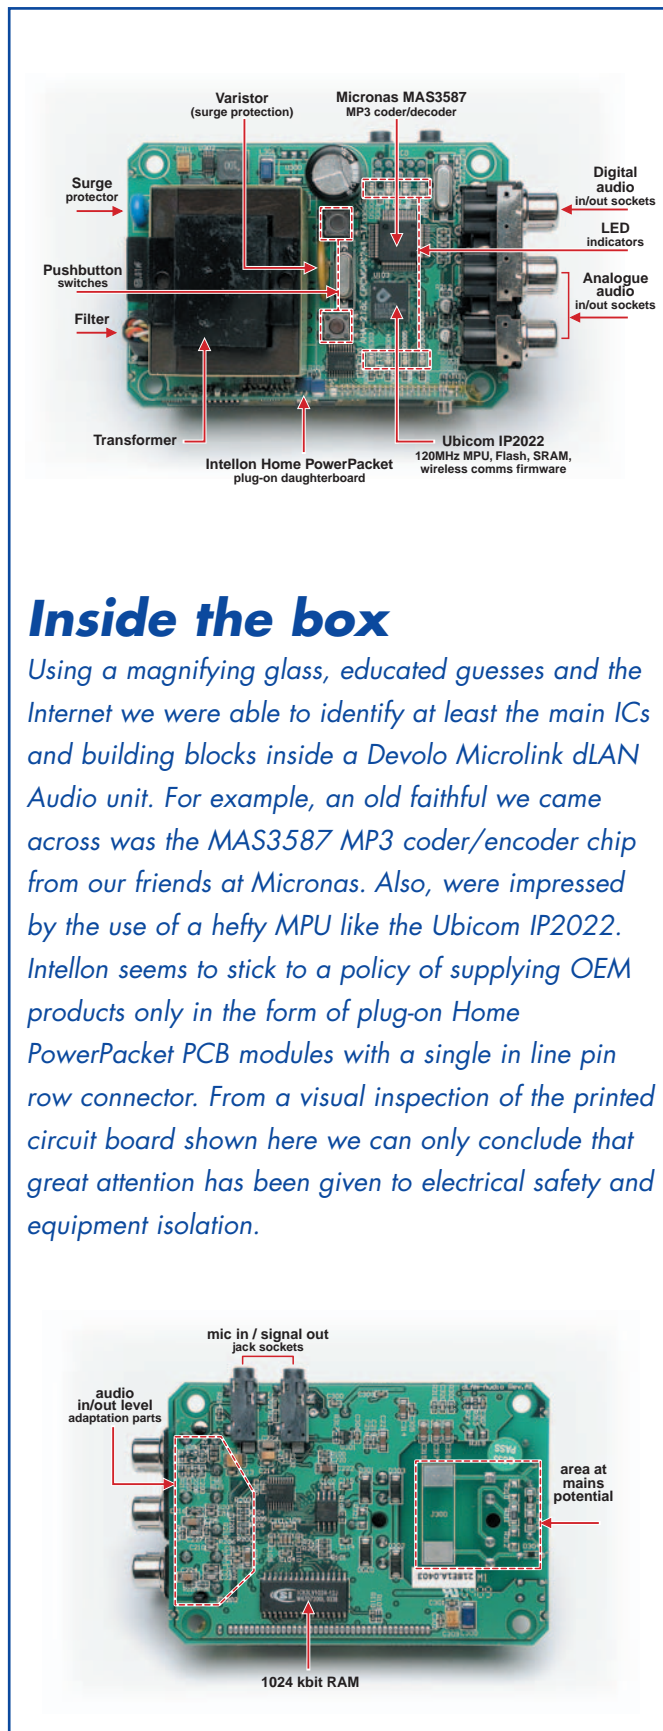 Varistor
(surge protection)
Micronas MAS3587
MP3 coder/decoder
Surge
protector
Digital
audio
in/out sockets
LED
indicators
Pushbutton
switches
Analogue
audio
in/out sockets
Filter
Transformer
Intellon Home PowerPacket
plug-on daughterboard
Ubicom IP2022
120MHz MPU, Flash, SRAM,
wireless comms firmware
Inside the box
Using a magnifying glass, educated guesses and the
Internet we were able to identify at least the main ICs
and building blocks inside a Devolo Microlink dLAN
Audio unit. For example, an old faithful we came
across was the MAS3587 MP3 coder/encoder chip
from our friends at Micronas. Also, were impressed
by the use of a hefty MPU like the Ubicom IP2022.
Intellon seems to stick to a policy of supplying OEM
products only in the form of plug-on Home
PowerPacket PCB modules with a single in line pin
row connector. From a visual inspection of the printed
circuit board shown here we can only conclude that
great attention has been given to electrical safety and
equipment isolation.
mic in / signal out
jack sockets
audio
in/out level
adaptation parts
PASS
area at
mains
potential
J300
ISSI
1024 kbit RAM